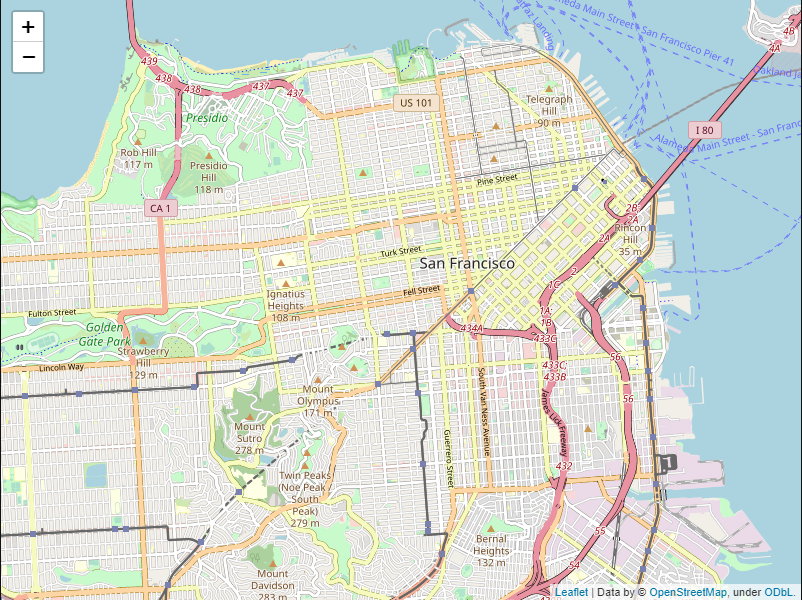 +
−
439
438
438
437
437
US 101
Alameda Main Street - San Francisco Pier 41
4B
4A
Oakland
Presidio
Telegraph
Hill
90 m
I 80
Alameda Main Street - San Franc
Rob Hill
117 m
Presidio
Hill
118 m
Pine Street
CA 1
2B
2A
Rincon
Hill
35 m
2A
Turk Street
San Francisco
2
1C
Ignatius
Heights
108 m
Fell Street
Fulton Street
1A
1B
Golden
Gate Park
434A
433C
Strawberry
Hill
129 m
Lincoln Way
56
433C,
433B
Mount
Olympus
171 m
South Van Ness Avenue
James Lick Freeway
56
Mount
Sutro
278 m
Guerrero Street
432
Twin Peaks
(Noe Peak -
South
Peak)
279 m
55
Bernal
Heights
132 m
54
Mount
Davidson
283 m
Leaflet | Data by © OpenStreetMap, under ODbL.